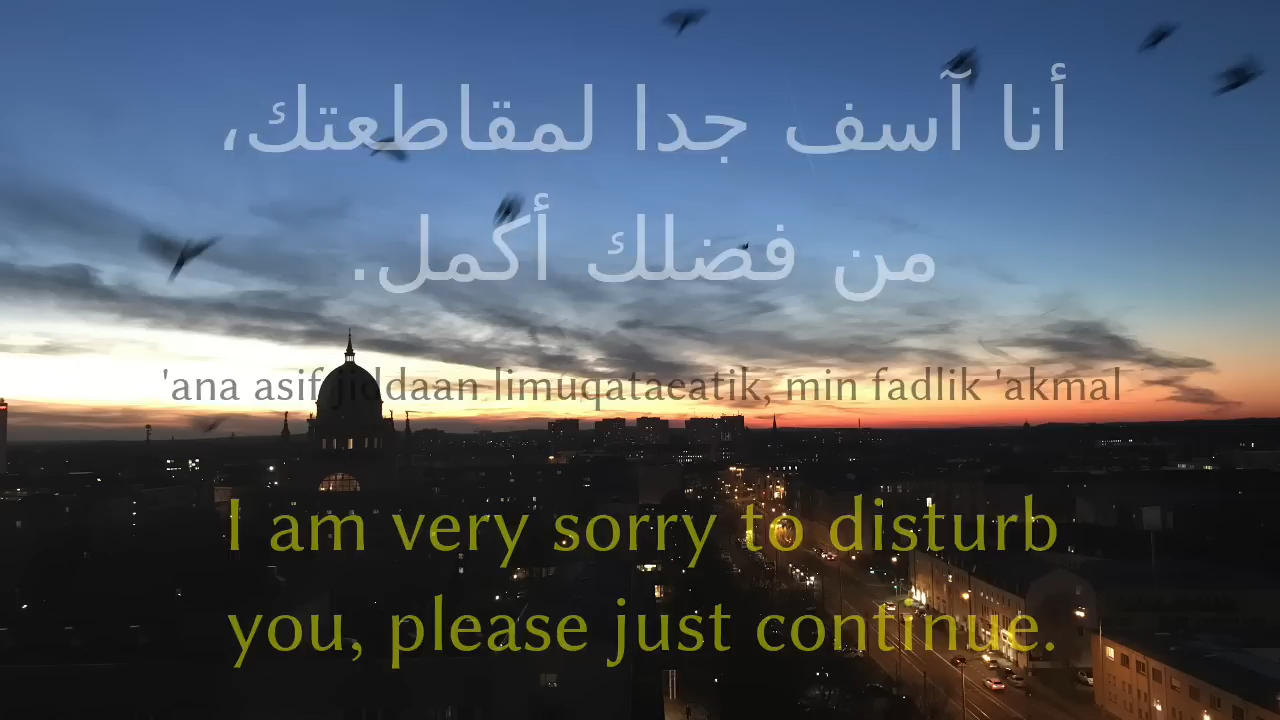 أنا آسف جدا لمقاطعتك،
من فضلك أكمل.
'ana asif jiddaan limuqataeatik, min fadlik 'akmal
I am very sorry to disturb
you, please just continue.